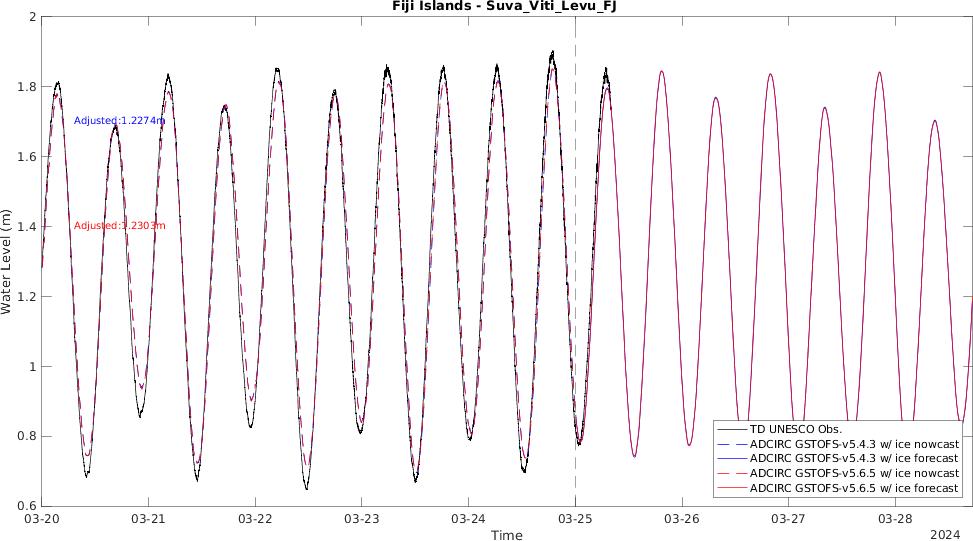 Fiji Islands - Suva_Viti_Levu_FJ
2
1.8
1.6
1.4
1.2
1
0.8
0.6
Water Level (m)
Adjusted:1.2274m
Adjusted:1.2303m
TD UNESCO Obs.
ADCIRC GSTOFS-v5.4.3 w/ ice nowcast
ADCIRC GSTOFS-v5.4.3 w/ ice forecast
ADCIRC GSTOFS-v5.6.5 w/ ice nowcast
ADCIRC GSTOFS-v5.6.5 w/ ice forecast
03-20 03-21 03-22 03-23 03-24 03-25 03-26 03-27 03-28
Time
2024